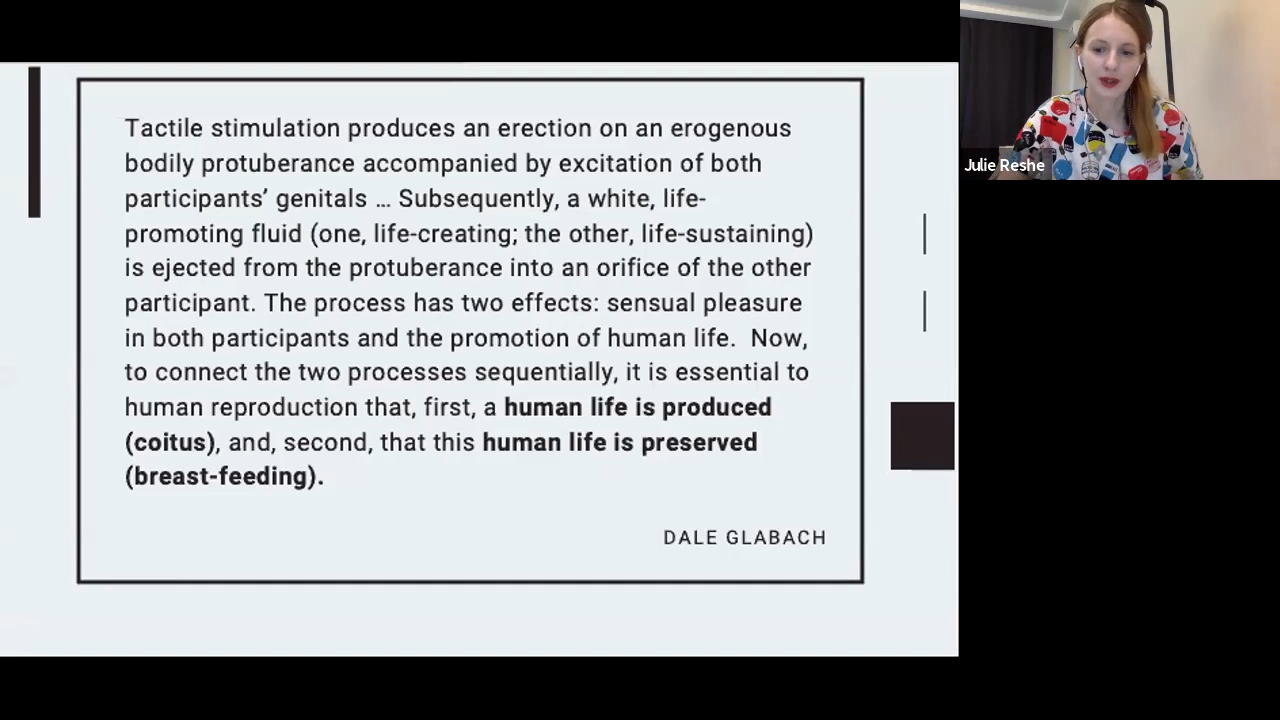 Tactile stimulation produces an erection on an erogenous
bodily protuberance accompanied by excitation of both
participants’ genitals ... Subsequently, a white, life-
promoting fluid (one, life-creating; the other, life-sustaining)
is ejected from the protuberance into an orifice of the other
participant. The process has two effects: sensual pleasure
in both participants and the promotion of human life. Now,
to connect the two processes sequentially, it is essential to
human reproduction that, first, a human life is produced
(coitus), and, second, that this human life is preserved
(breast-feeding).
DALE GLABACH
Julie Reshe